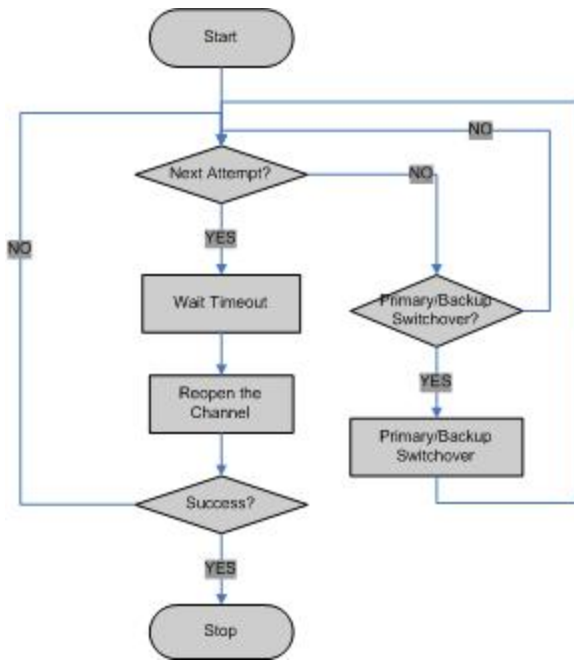 Start
NO
Next Attempt?
NO
YES
NO
Wait Timeout
Primary/Backup
Switchover?
Reopen the
Channel
YES
Primary/Backup
Switchover
Success?
YES
Stop